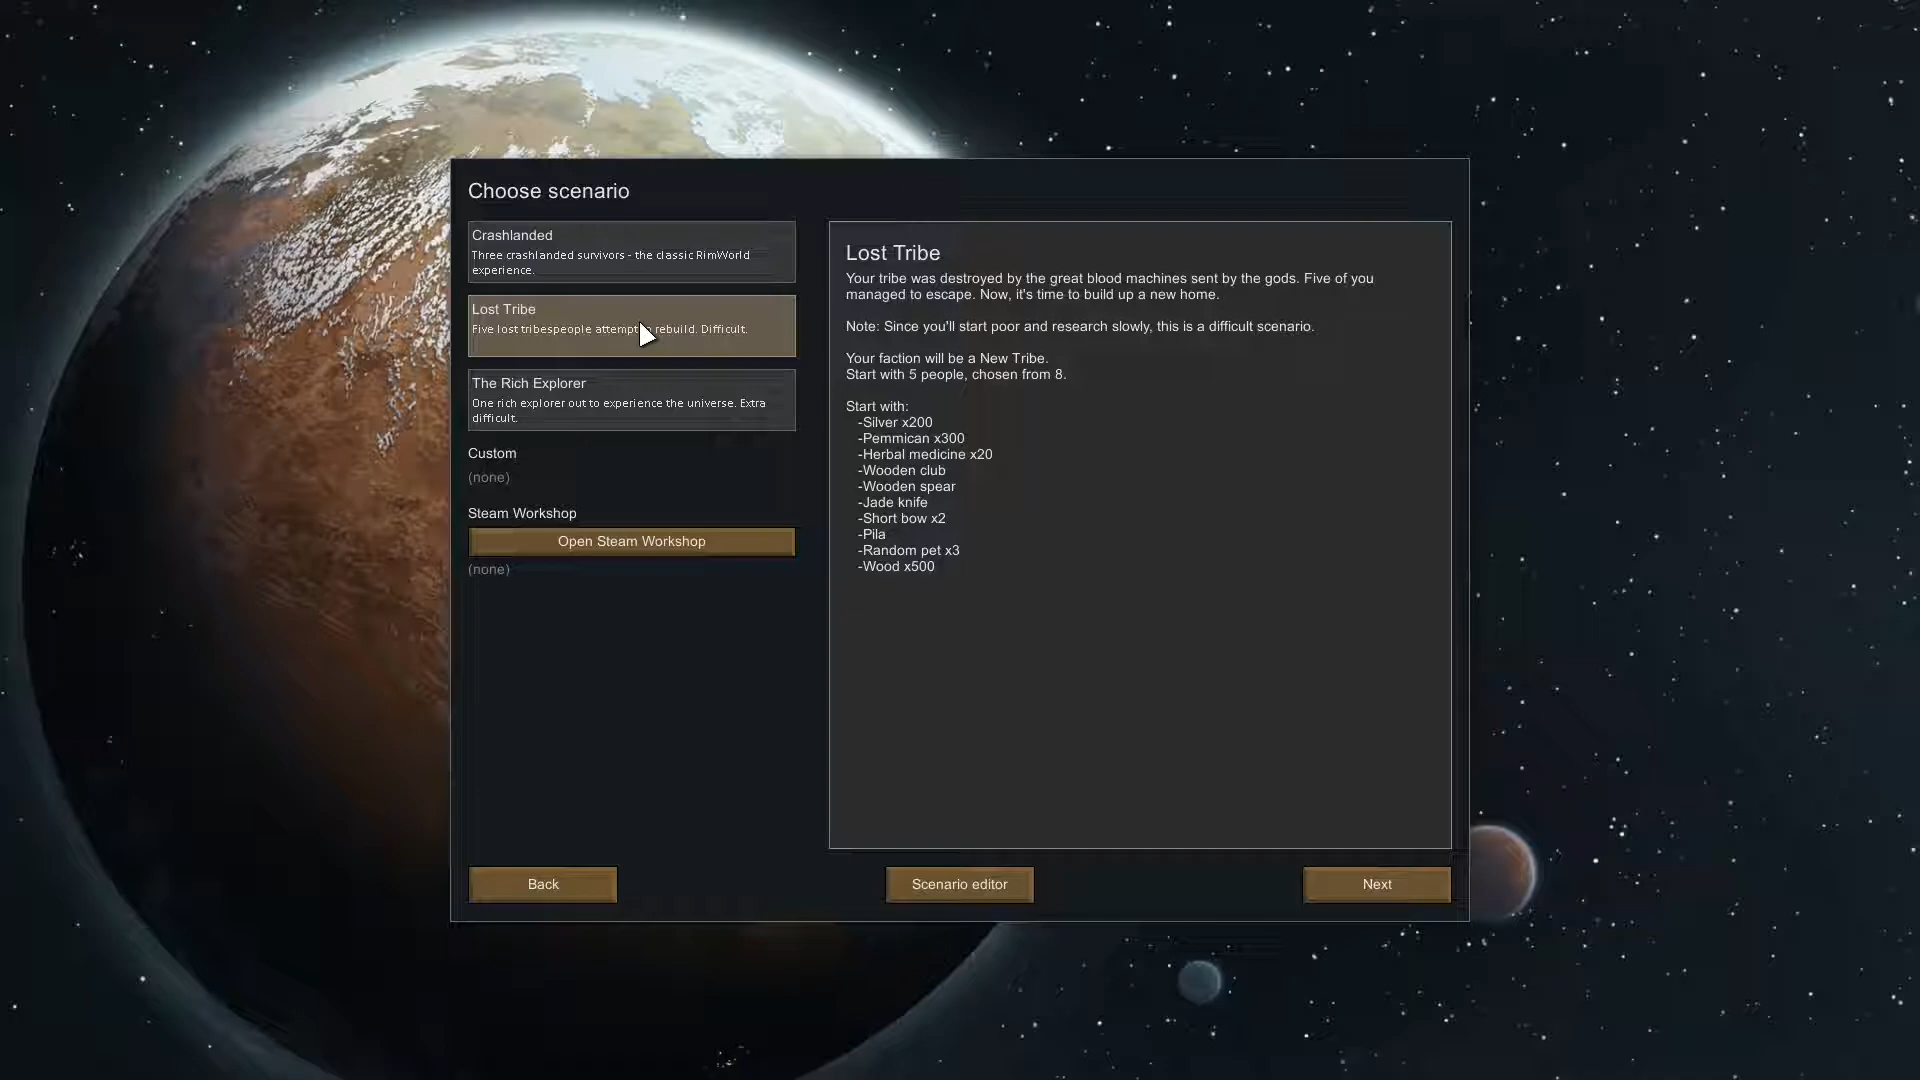 Choose scenario
Crashlanded
Three crashlanded survivors - the classic RimWorld
experience.
Lost Tribe
Five lost tribespeople attempt rebuild. Difficult.
The Rich Explorer
One rich explorer out to experience the universe. Extra
difficult.
Custom
(none)
Steam Workshop
Open Steam Workshop
(none)
Lost Tribe
Your tribe was destroyed by the great blood machines sent by the gods. Five of you
managed to escape. Now, it's time to build up a new home.
Note: Since you'll start poor and research slowly, this is a difficult scenario.
Your faction will be a New Tribe.
Start with 5 people, chosen from 8.
Start with:
-Silver x200
-Pemmican x300
-Herbal medicine x20
-Wooden club
-Wooden spear
-Jade knife
-Short bow x2
-Pila
-Random pet x3
-Wood x500
Back
Scenario editor
Next